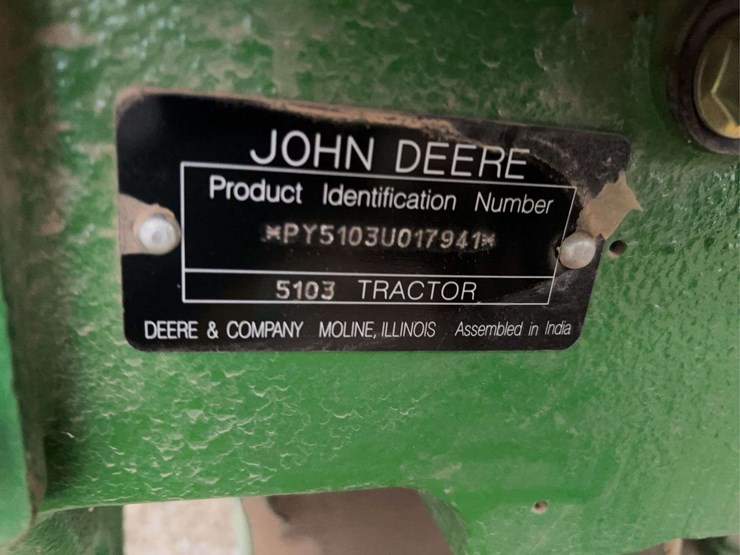 JOHN DEERE
Product Identification Number
*PY5103U017941*
5103 TRACTOR
DEERE & COMPANY MOLINE, ILLINOIS Assembled in India